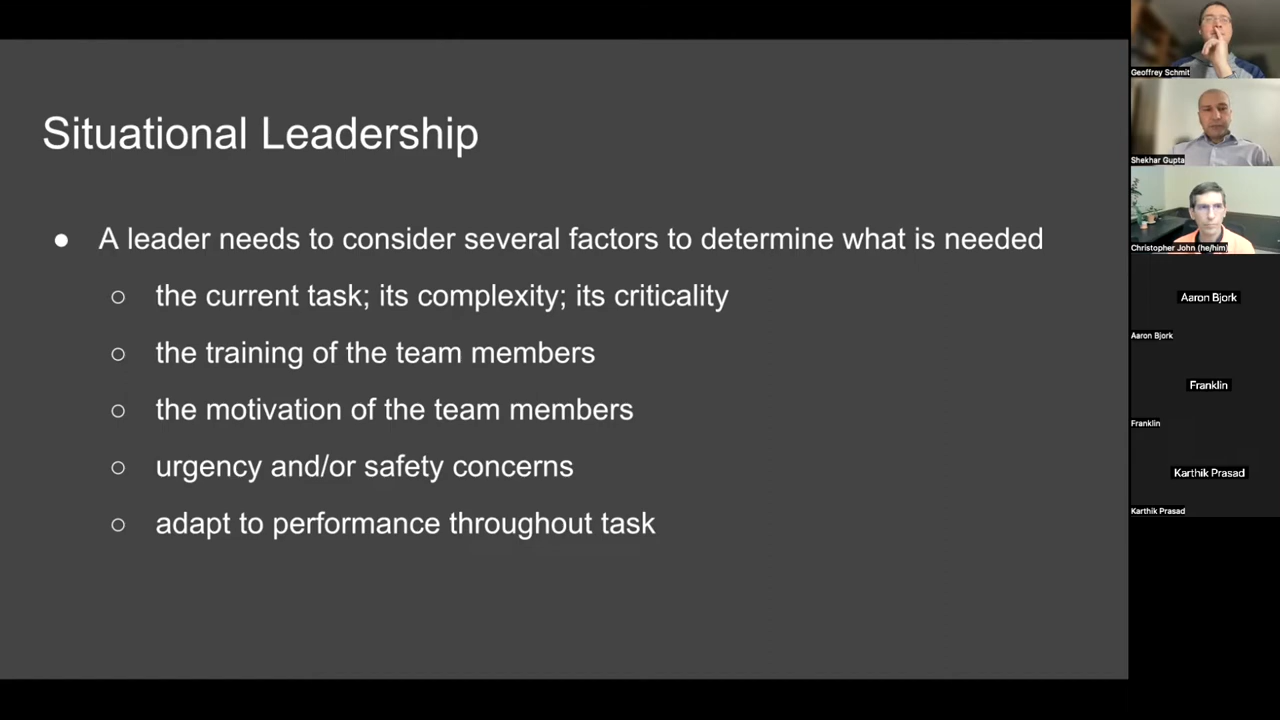 Situational Leadership
● A leader needs to consider several factors to determine what is needed
○ the current task; its complexity; its criticality
○ the training of the team members
○ the motivation of the team members
○ urgency and/or safety concerns
○ adapt to performance throughout task
Geoffrey Schmit
Shekhar Gupta
Christopher John (he/him)
Aaron Bjork
Aaron Bjork
Franklin
Franklin
Karthik Prasad
Karthik Prasad